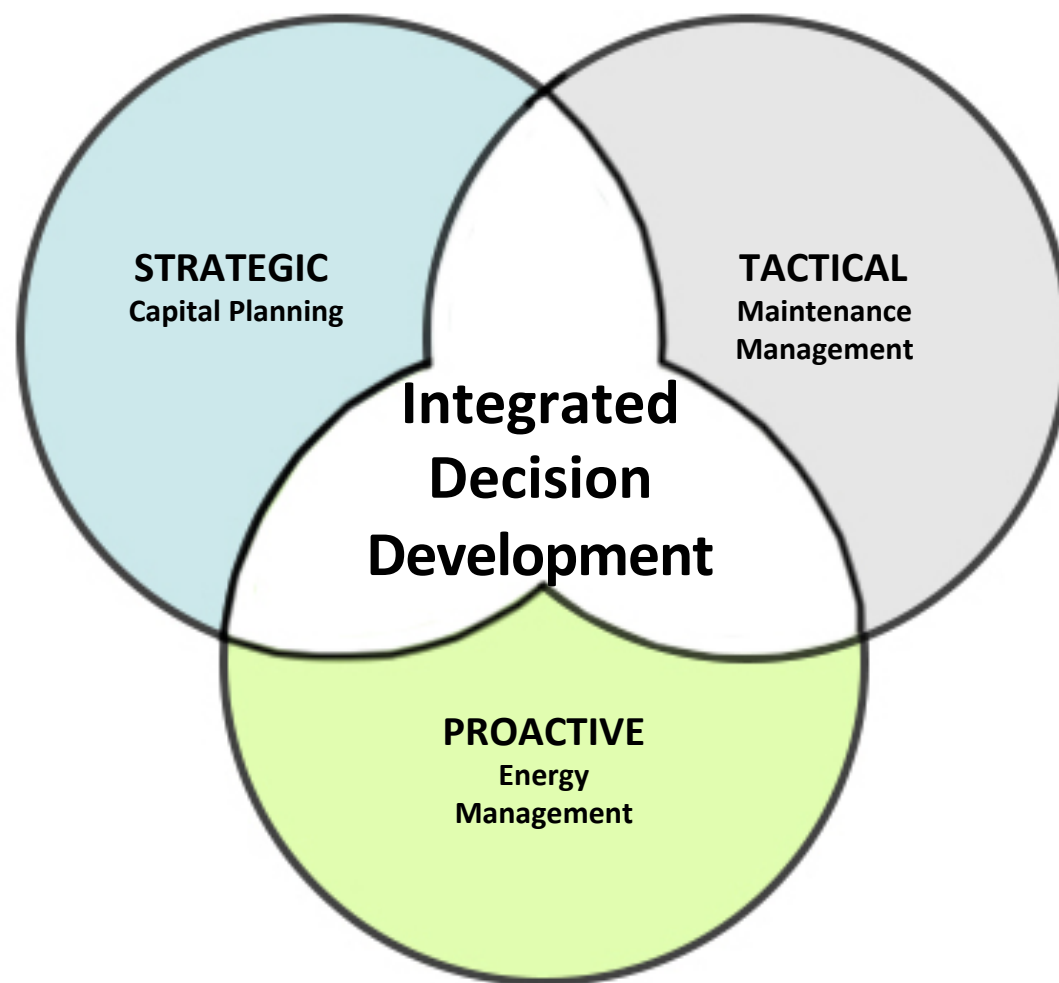 STRATEGIC
Capital Planning
TACTICAL
Maintenance
Management
Integrated
Decision
Development
PROACTIVE
Energy
Management